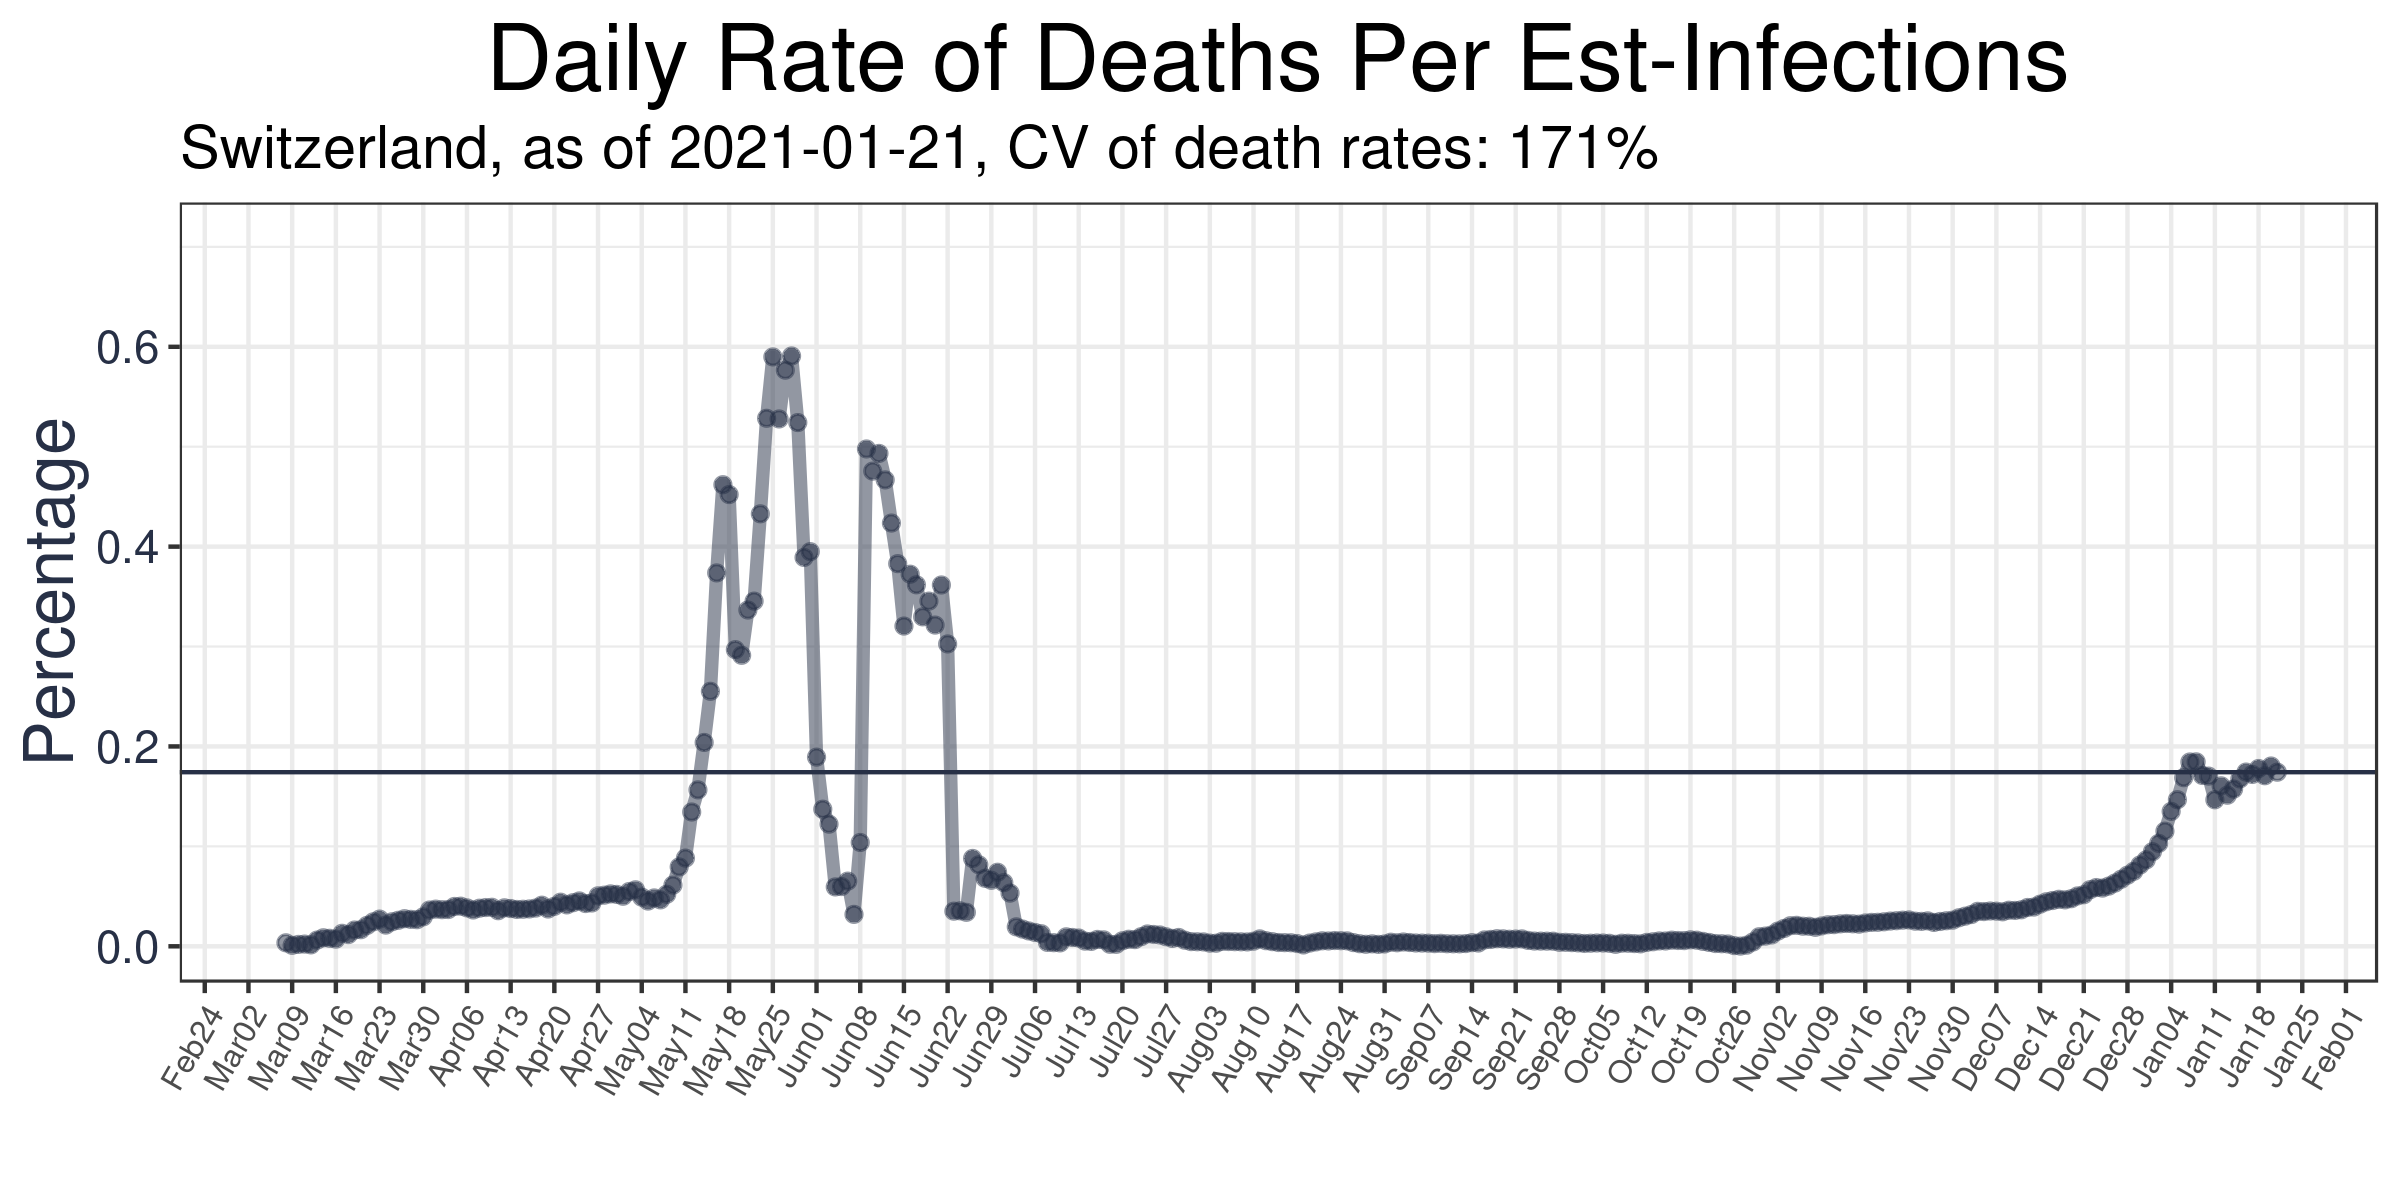 Daily Rate of Deaths Per Est-Infections
Switzerland, as of 2021-01-21, CV of death rates: 171%
Percentage
0.6
0.4
0.2
0.0
Feb24
Mar02
Mar09
Mar16
Mar23
Mar30
Apr06
Apr13
Apr20
Apr27
May04
May11
May18
May25
Jun01
Jun08
Jun15
Jun22
Jun29
Jul06
Jul13
Jul20
Jul27
Aug03
Aug10
Aug17
Aug24
Aug31
Sep07
Sep14
Sep21
Sep28
Oct05
Oct12
Oct19
Oct26
Nov02
Nov09
Nov16
Nov23
Nov30
Dec07
Dec14
Dec21
Dec28
Jan04
Jan11
Jan18
Jan25
Feb01